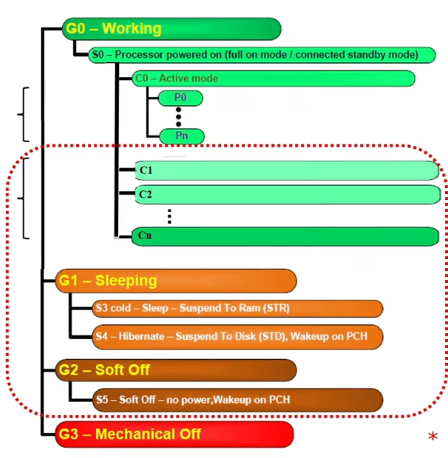 G0 – Working
S0 – Processor powered on (full on mode / connected standby mode)
C0 – Active mode
P0
Pn
C1
C2
Cn
G1 – Sleeping
S3 cold – Sleep – Suspend To Ram (STR)
S4 – Hibernate – Suspend To Disk (STD), Wakeup on PCH
G2 – Soft Off
S5 – Soft Off – no power,Wakeup on PCH
G3 – Mechanical Off
*